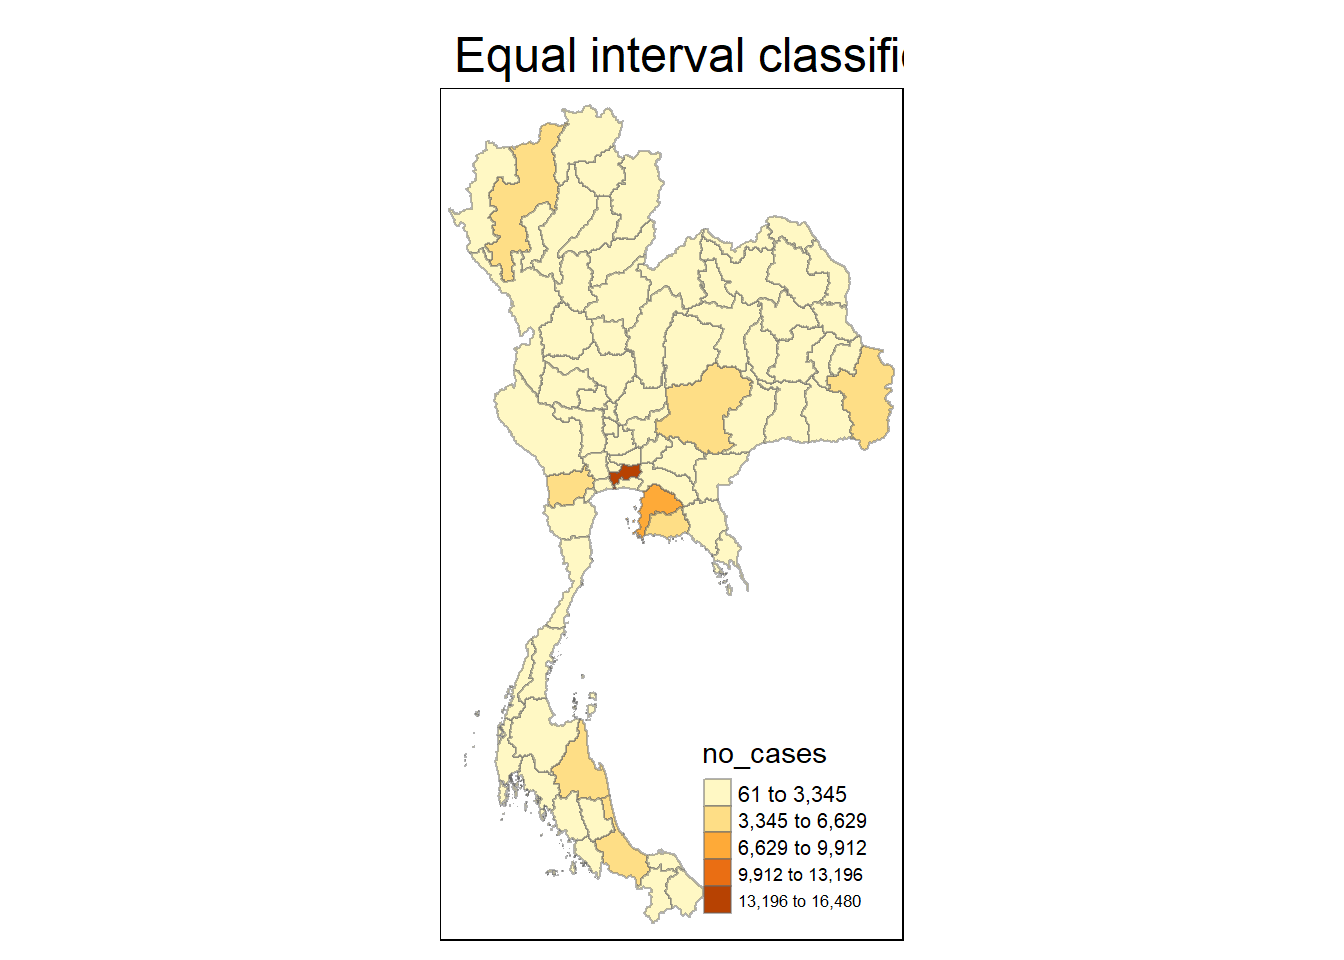 Equal interval classific
no_cases
61 to 3,345
3,345 to 6,629
6,629 to 9,912
9,912 to 13,196
13,196 to 16,480